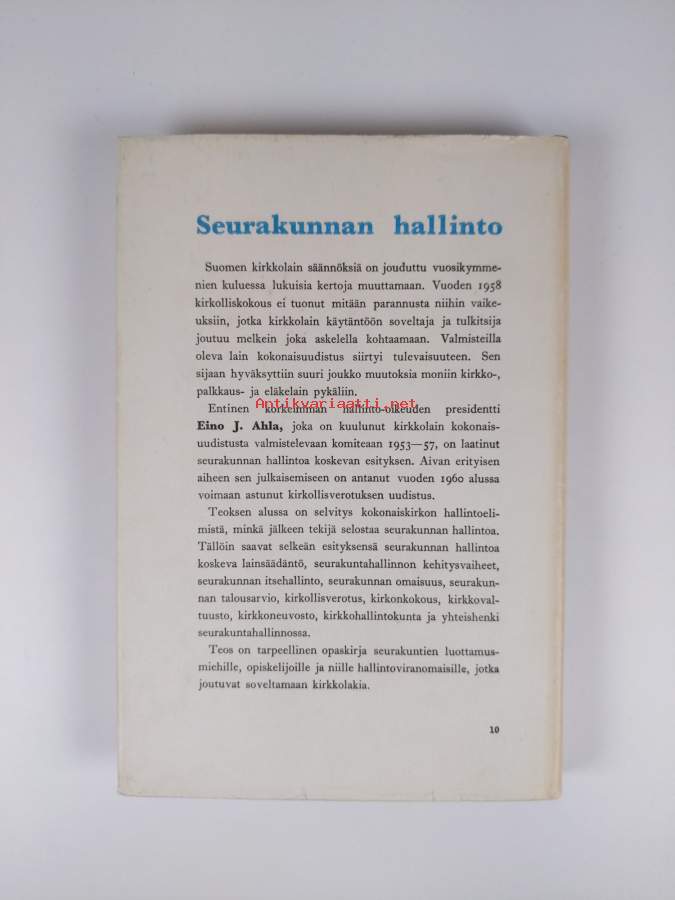 Seurakunnan hallinto
Suomen kirkkolain säännöksiä on jouduttu vuosikymme-
nien kuluessa lukuisia kertoja muuttamaan. Vuoden 1958
kirkolliskokous ei tuonut mitään parannusta niihin vaike-
uksiin, jotka kirkkolain käytäntöön soveltaja ja tulkitsija
joutuu melkein joka askelella kohtaamaan. Valmisteilla
oleva lain kokonaisuudistus siirtyi tulevaisuuteen. Sen
sijaan hyväksyttiin suuri joukko muutoksia moniin kirkko-,
palkkaus- ja eläkelain pykäliin.
Antikvariaatti.net
Entinen korkeimman hallinto-oikeuden presidentti
Eino J. Ahla, joka on kuulunut kirkkolain kokonais-
uudistusta valmistelevaan komiteaan 1953—57, on laatinut
seurakunnan hallintoa koskevan esityksen. Aivan erityisen
aiheen sen julkaisemiseen on antanut vuoden 1960 alussa
voimaan astunut kirkollisverotuksen uudistus.
Teoksen alussa on selvitys kokonaiskirkon hallintoeli-
mistä, minkä jälkeen tekijä selostaa seurakunnan hallintoa.
Tällöin saavat selkeän esityksensä seurakunnan hallintoa
koskeva lainsäädäntö, seurakuntahallinnon kehitysvaiheet,
seurakunnan itsehallinto, seurakunnan omaisuus, seurakun-
nan talousarvio, kirkollisverotus, kirkonkokous, kirkkoval-
tuusto, kirkkoneuvosto, kirkkohallintokunta ja yhteishenki
seurakuntahallinnossa.
Teos on tarpeellinen opaskirja seurakuntien luottamus-
miehille, opiskelijoille ja niille hallintoviranomaisille, jotka
joutuvat soveltamaan kirkkolakia.
10